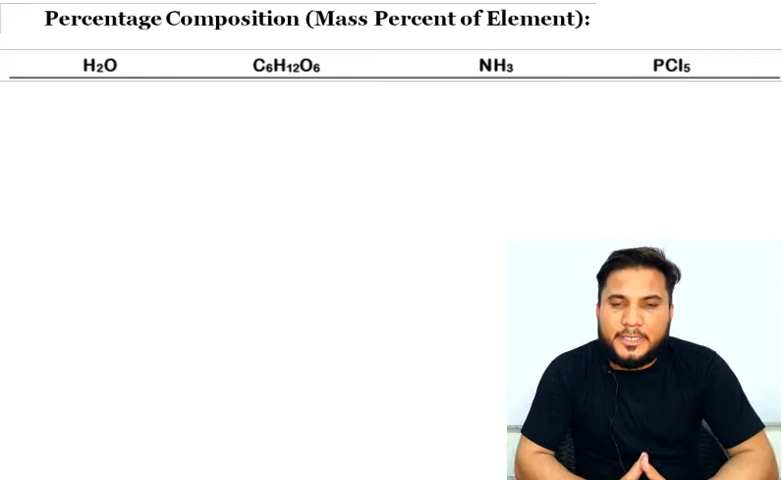 Percentage Composition (Mass Percent of Element):
H₂O C₆H₁₂O₆ NH₃ PCl₅